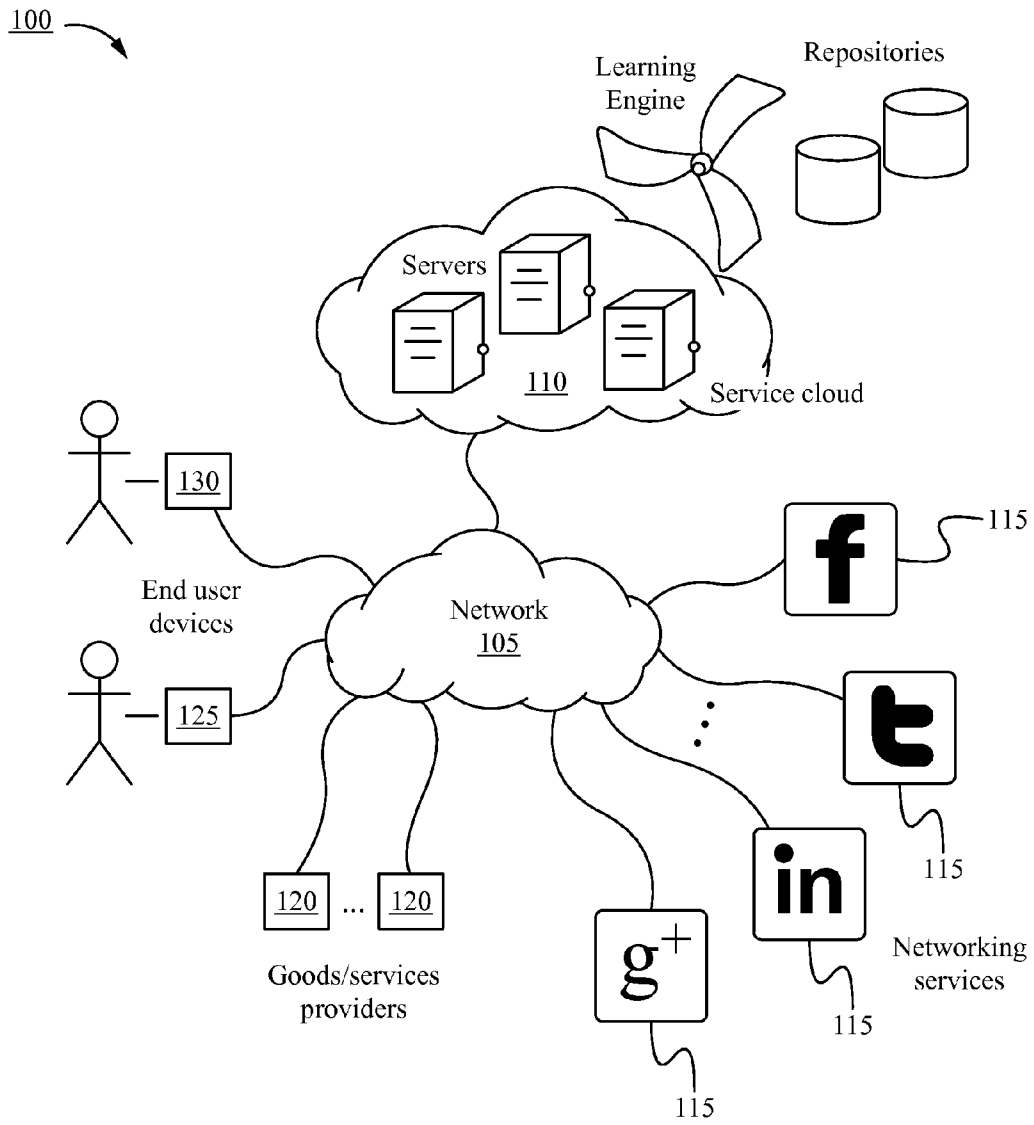 100
Learning
Engine
Repositories
Servers
110
Service cloud
130
End user
devices
125
Network
105
f
115
t
115
in
115
g+
115
Networking
services
120 ... 120
Goods/services
providers